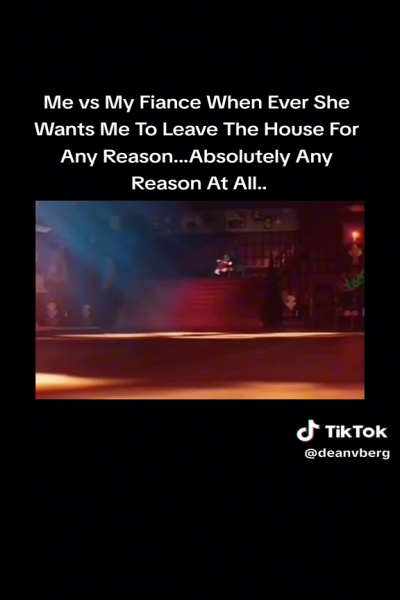 Me vs My Fiance When Ever She
Wants Me To Leave The House For
Any Reason...Absolutely Any
Reason At All..
TikTok
@deanvberg